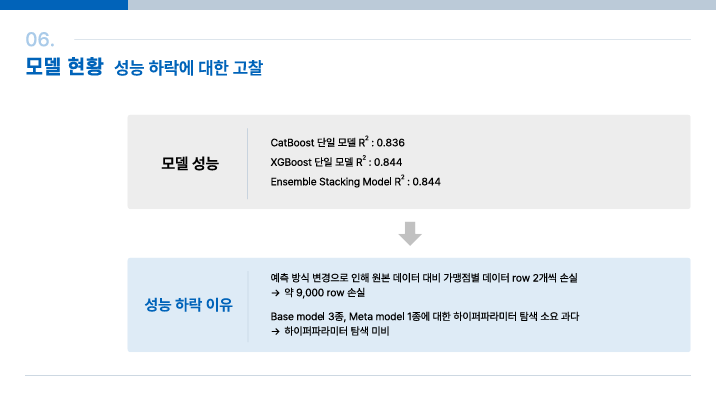 06.
모델 현황 성능 하락에 대한 고찰
모델 성능
CatBoost 단일 모델 R² : 0.836
XGBoost 단일 모델 R² : 0.844
Ensemble Stacking Model R² : 0.844
성능 하락 이유
예측 방식 변경으로 인해 원본 데이터 대비 가맹점별 데이터 row 2개씩 손실
→ 약 9,000 row 손실
Base model 3종, Meta model 1종에 대한 하이퍼파라미터 탐색 소요 과다
→ 하이퍼파라미터 탐색 미비